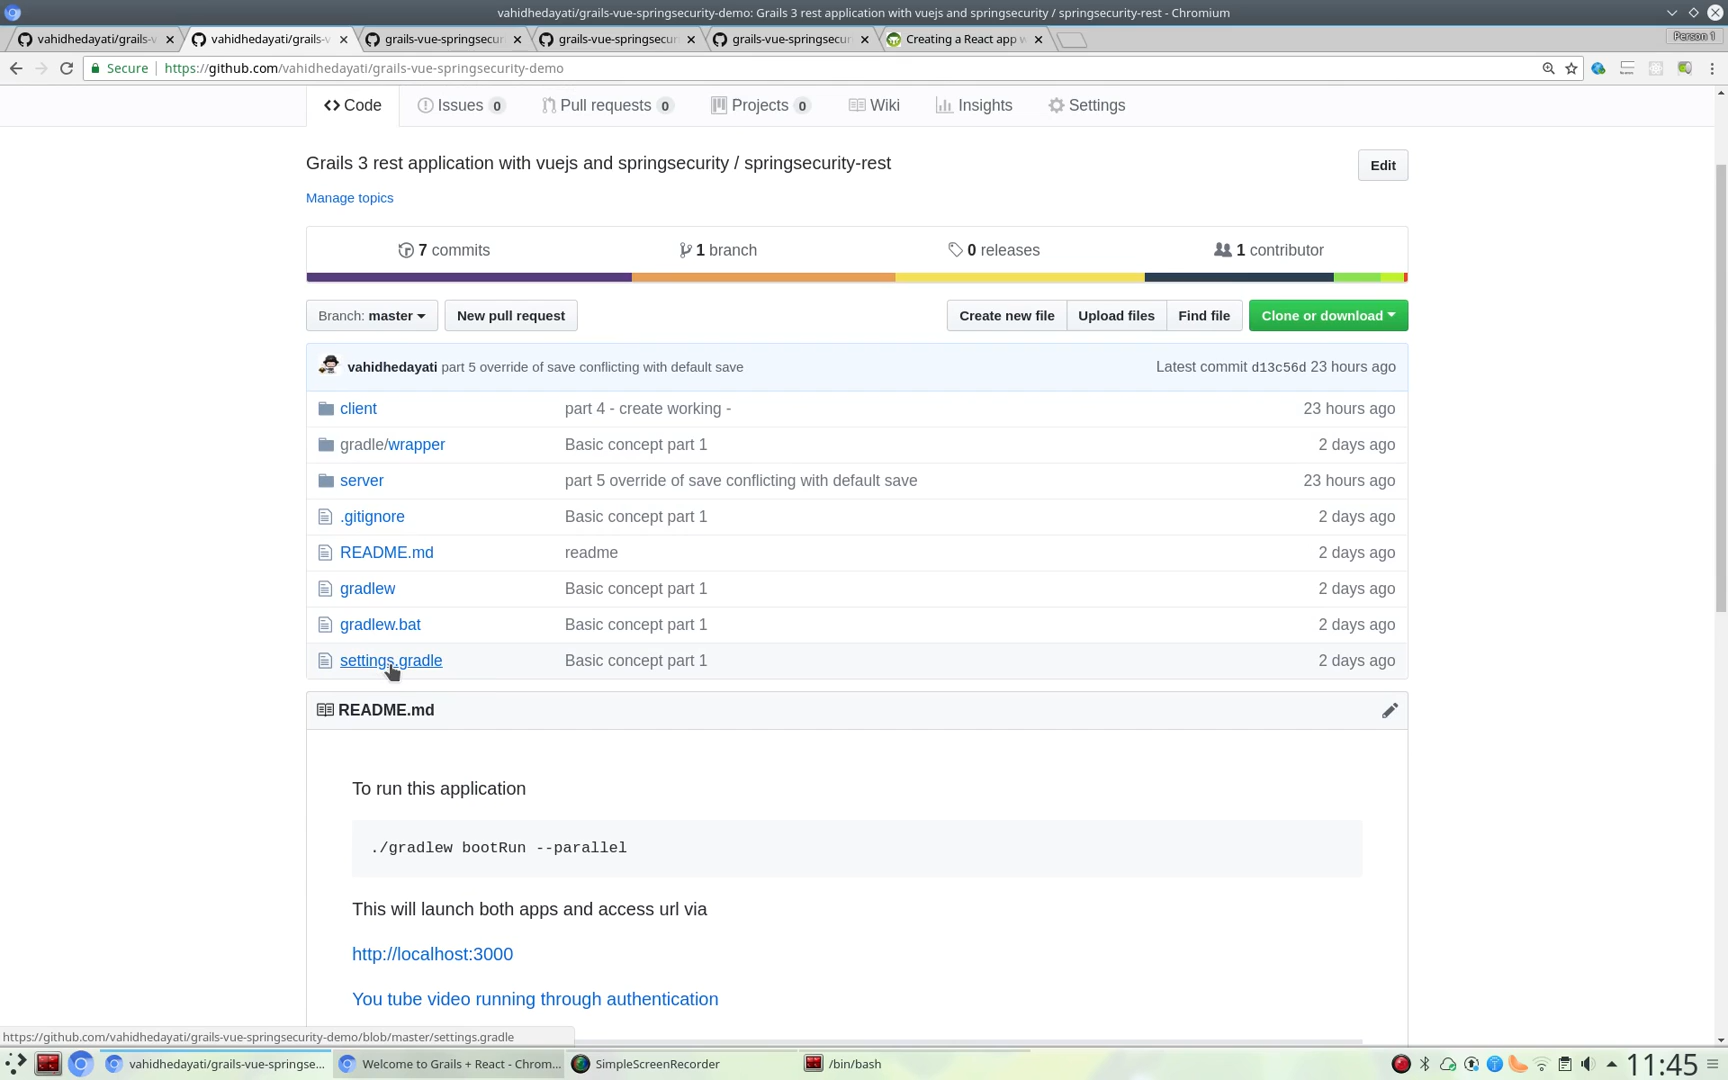 vahidhedayati/grails-vue-springsecurity-demo: Grails 3 rest application with vuejs and springsecurity / springsecurity-rest - Chromium
vahidhedayati/grails-v
vahidhedayati/grails-v
grails-vue-springsecur
grails-vue-springsecur
grails-vue-springsecur
Creating a React app w
Person 1
Secure
https://github.com/vahidhedayati/grails-vue-springsecurity-demo
Code
Issues 0
Pull requests 0
Projects 0
Wiki
Insights
Settings
Grails 3 rest application with vuejs and springsecurity / springsecurity-rest
Edit
Manage topics
7 commits
1 branch
0 releases
1 contributor
Branch: master
New pull request
Create new file
Upload files
Find file
Clone or download
vahidhedayati part 5 override of save conflicting with default save
Latest commit d13c56d 23 hours ago
client
part 4 - create working -
23 hours ago
gradle/wrapper
Basic concept part 1
2 days ago
server
part 5 override of save conflicting with default save
23 hours ago
.gitignore
Basic concept part 1
2 days ago
README.md
readme
2 days ago
gradlew
Basic concept part 1
2 days ago
gradlew.bat
Basic concept part 1
2 days ago
settings.gradle
Basic concept part 1
2 days ago
README.md
To run this application
./gradlew bootRun --parallel
This will launch both apps and access url via
http://localhost:3000
You tube video running through authentication
https://github.com/vahidhedayati/grails-vue-springsecurity-demo/blob/master/settings.gradle
vahidhedayati/grails-vue-springse...
Welcome to Grails + React - Chrom...
SimpleScreenRecorder
/bin/bash
11:45